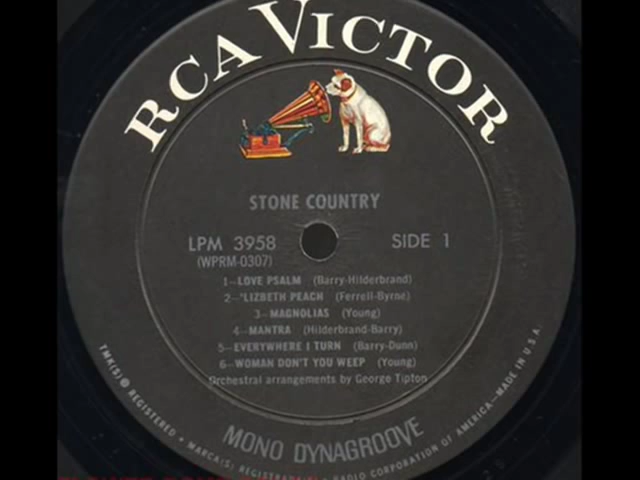 RCA VICTOR
STONE COUNTRY
LPM 3958
SIDE 1
(WPRM-0307)
1—LOVE PSALM (Barry-Hilderbrand)
2—'LIZBETH PEACH (Ferrell-Byrne)
3—MAGNOLIAS (Young)
4—MANTRA (Hilderbrand-Barry)
5—EVERYWHERE I TURN (Barry-Dunn)
6—WOMAN DON'T YOU WEEP (Young)
Orchestral arrangements by George Tipton
MONO DYNAGROOVE
TMK(S)® REGISTERED • MARCA(S) REGISTRADA(S) • RADIO CORPORATION OF AMERICA—MADE IN U.S.A.